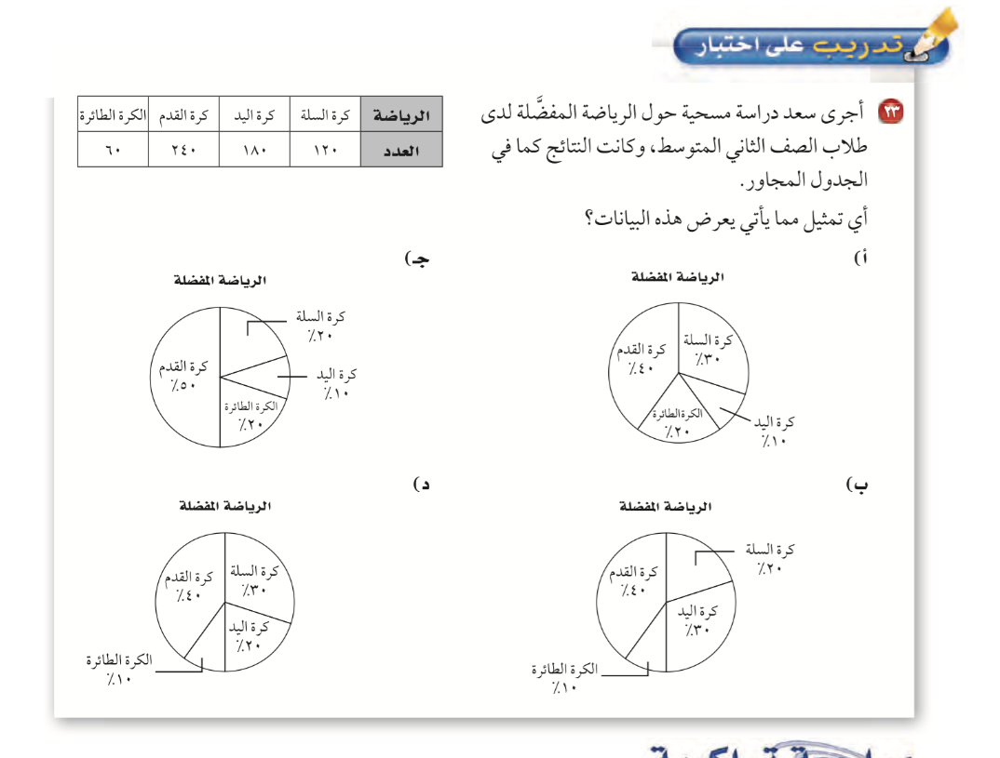 تدريب على اختبار
٢٣ أجرى سعد دراسة مسحية حول الرياضة المفضَّلة لدى
طلاب الصف الثاني المتوسط، وكانت النتائج كما في
الجدول المجاور.
أي تمثيل مما يأتي يعرض هذه البيانات؟
الرياضة كرة السلة كرة اليد كرة القدم الكرة الطائرة
العدد ١٢٠ ١٨٠ ٢٤٠ ٦٠
أ)
الرياضة المفضلة
كرة السلة
٣٠٪
كرة القدم
٤٠٪
الكرة الطائرة
٢٠٪
كرة اليد
١٠٪
جـ)
الرياضة المفضلة
كرة السلة
٢٠٪
كرة القدم
٥٠٪
كرة اليد
١٠٪
الكرة الطائرة
٢٠٪
ب)
الرياضة المفضلة
كرة السلة
٢٠٪
كرة القدم
٤٠٪
كرة اليد
٣٠٪
الكرة الطائرة
١٠٪
د)
الرياضة المفضلة
كرة السلة
٣٠٪
كرة القدم
٤٠٪
كرة اليد
٢٠٪
الكرة الطائرة
١٠٪